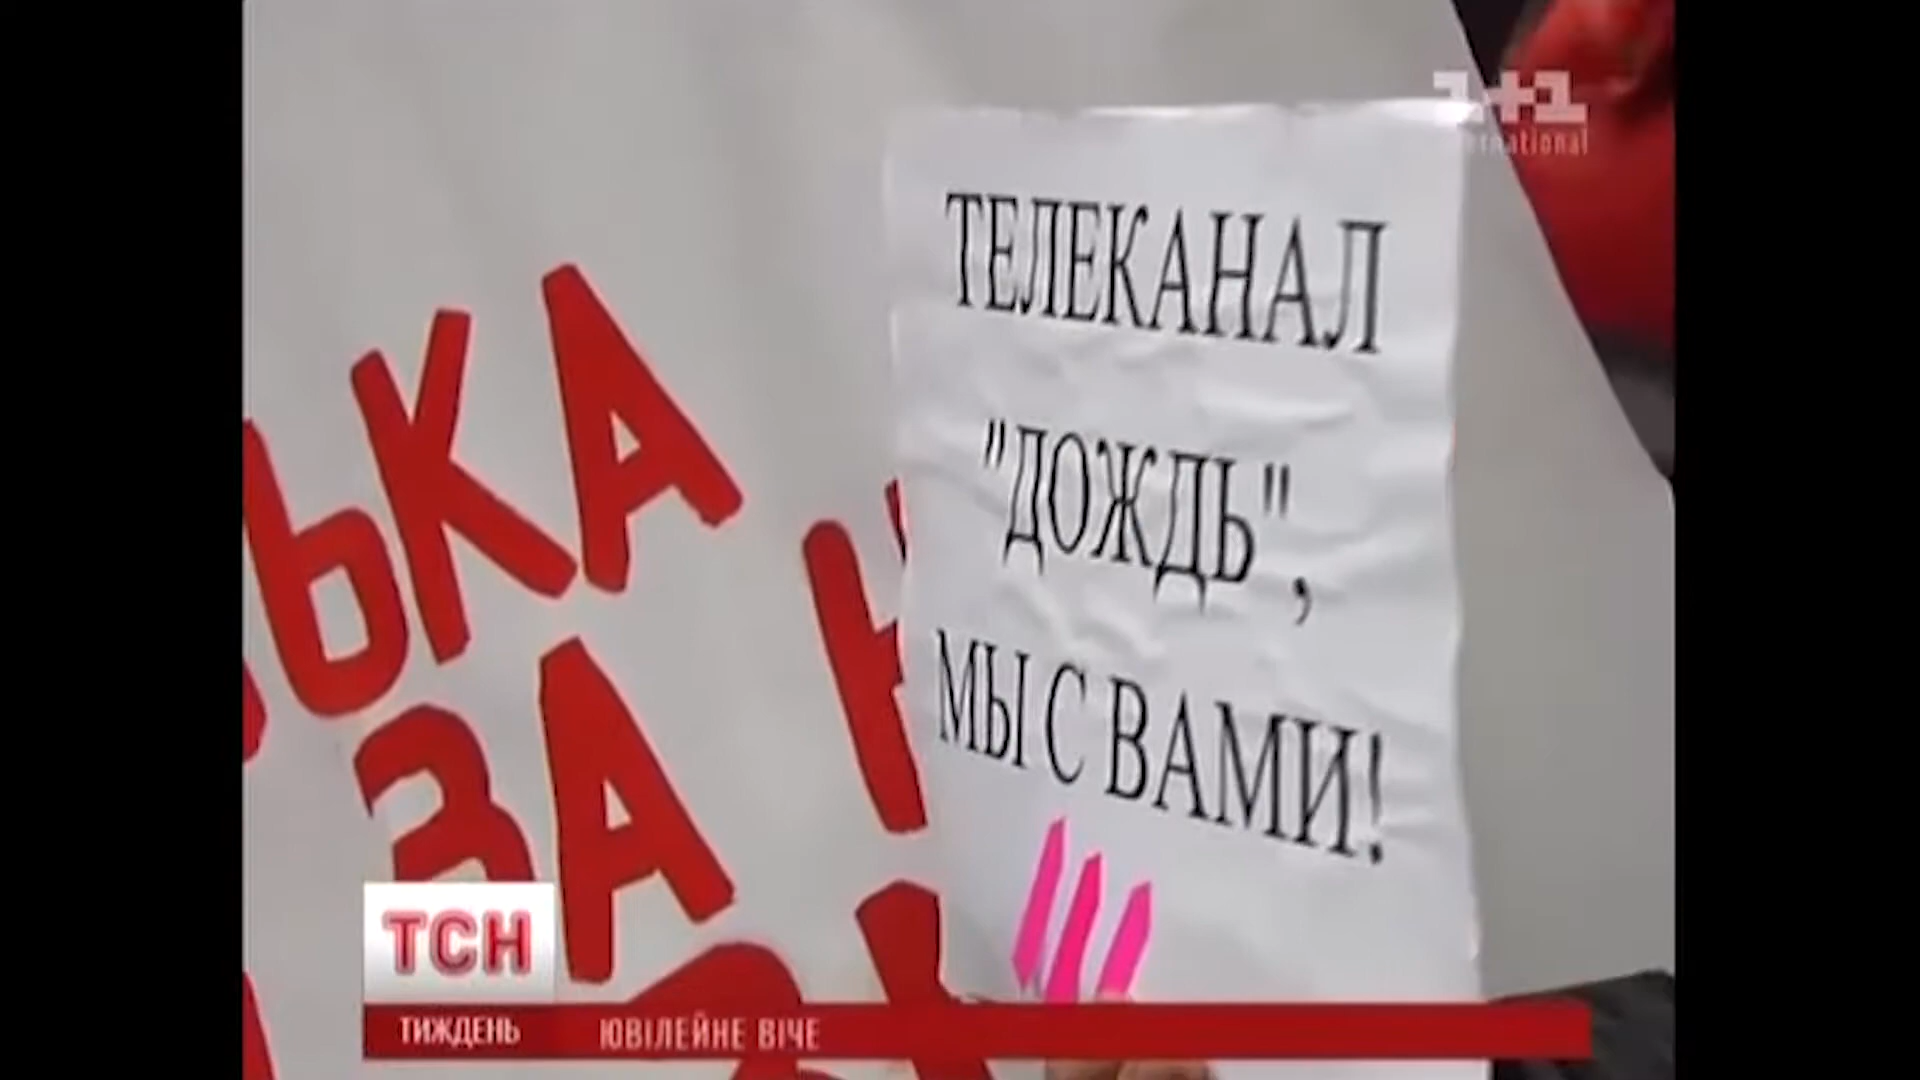 1+1
international
ТЕЛЕКАНАЛ
"ДОЖДЬ",
МЫ С ВАМИ!
ЬКА
ЗА
ТСН
ТИЖДЕНЬ ЮВІЛЕЙНЕ ВІЧЕ